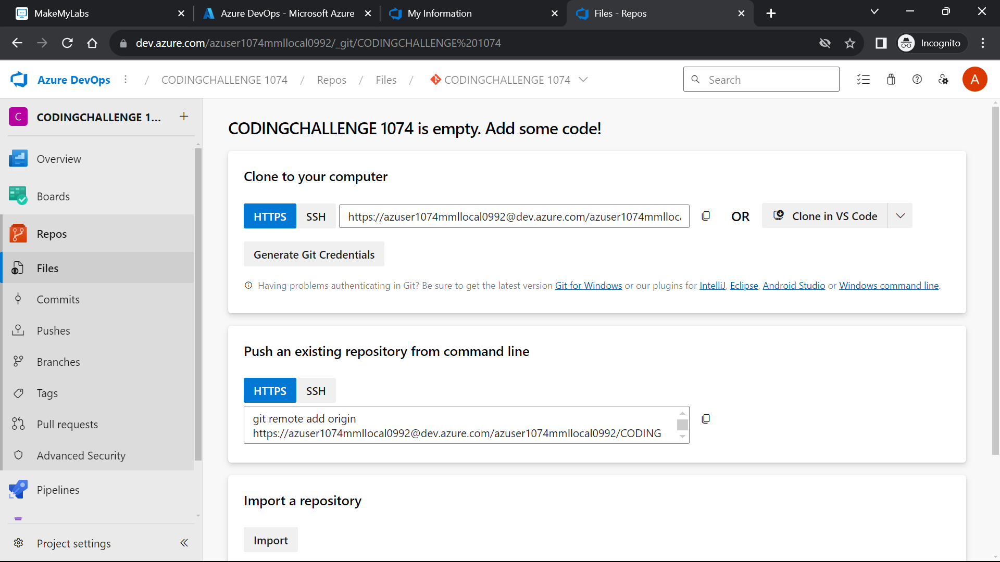 MakeMyLabs
Azure DevOps - Microsoft Azure
My Information
Files - Repos
dev.azure.com/azuser1074mmllocal0992/_git/CODINGCHALLENGE%201074
Incognito
Azure DevOps
/ CODINGCHALLENGE 1074 / Repos / Files / CODINGCHALLENGE 1074
Search
A
C
CODINGCHALLENGE 1...
Overview
Boards
Repos
Files
Commits
Pushes
Branches
Tags
Pull requests
Advanced Security
Pipelines
Project settings
CODINGCHALLENGE 1074 is empty. Add some code!
Clone to your computer
HTTPS SSH https://azuser1074mmllocal0992@dev.azure.com/azuser1074mmlloca OR Clone in VS Code
Generate Git Credentials
Having problems authenticating in Git? Be sure to get the latest version Git for Windows or our plugins for IntelliJ, Eclipse, Android Studio or Windows command line.
Push an existing repository from command line
HTTPS SSH
git remote add origin
https://azuser1074mmllocal0992@dev.azure.com/azuser1074mmllocal0992/CODING
Import a repository
Import